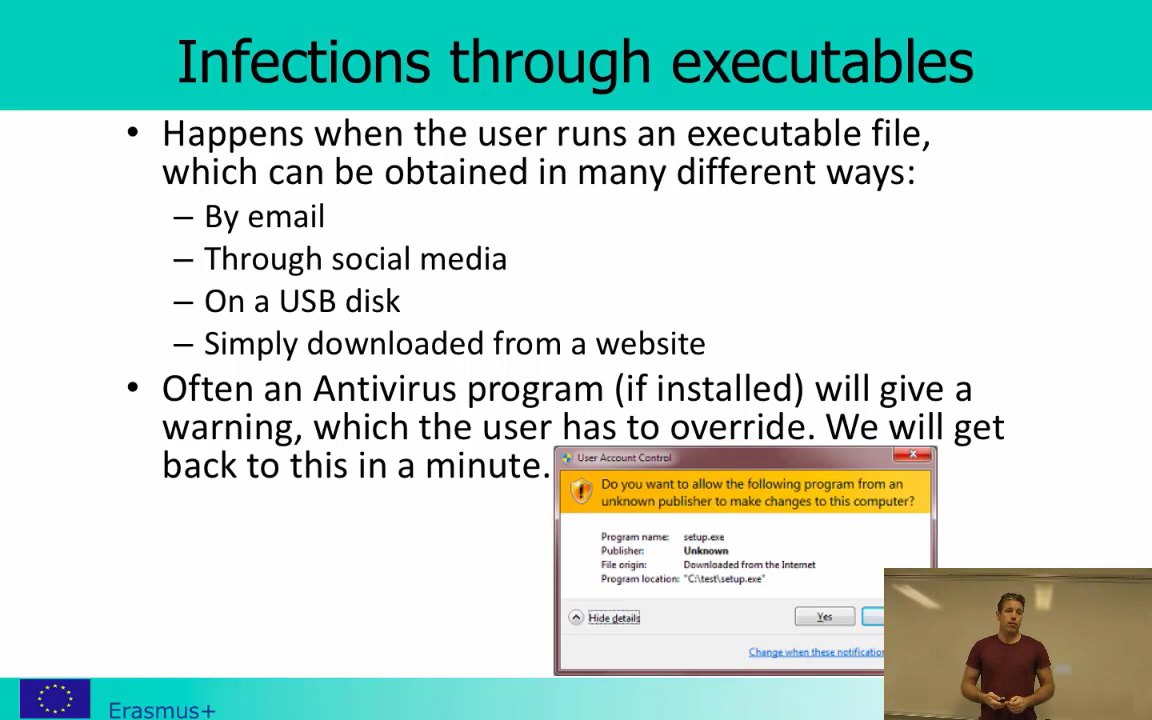 Infections through executables
• Happens when the user runs an executable file,
which can be obtained in many different ways:
– By email
– Through social media
– On a USB disk
– Simply downloaded from a website
• Often an Antivirus program (if installed) will give a
warning, which the user has to override. We will get
back to this in a minute.
User Account Control
Do you want to allow the following program from an
unknown publisher to make changes to this computer?
Program name: setup.exe
Publisher: Unknown
File origin: Downloaded from the Internet
Program location: "C:\test\setup.exe"
Hide details
Yes
Change when these notification
Erasmus+